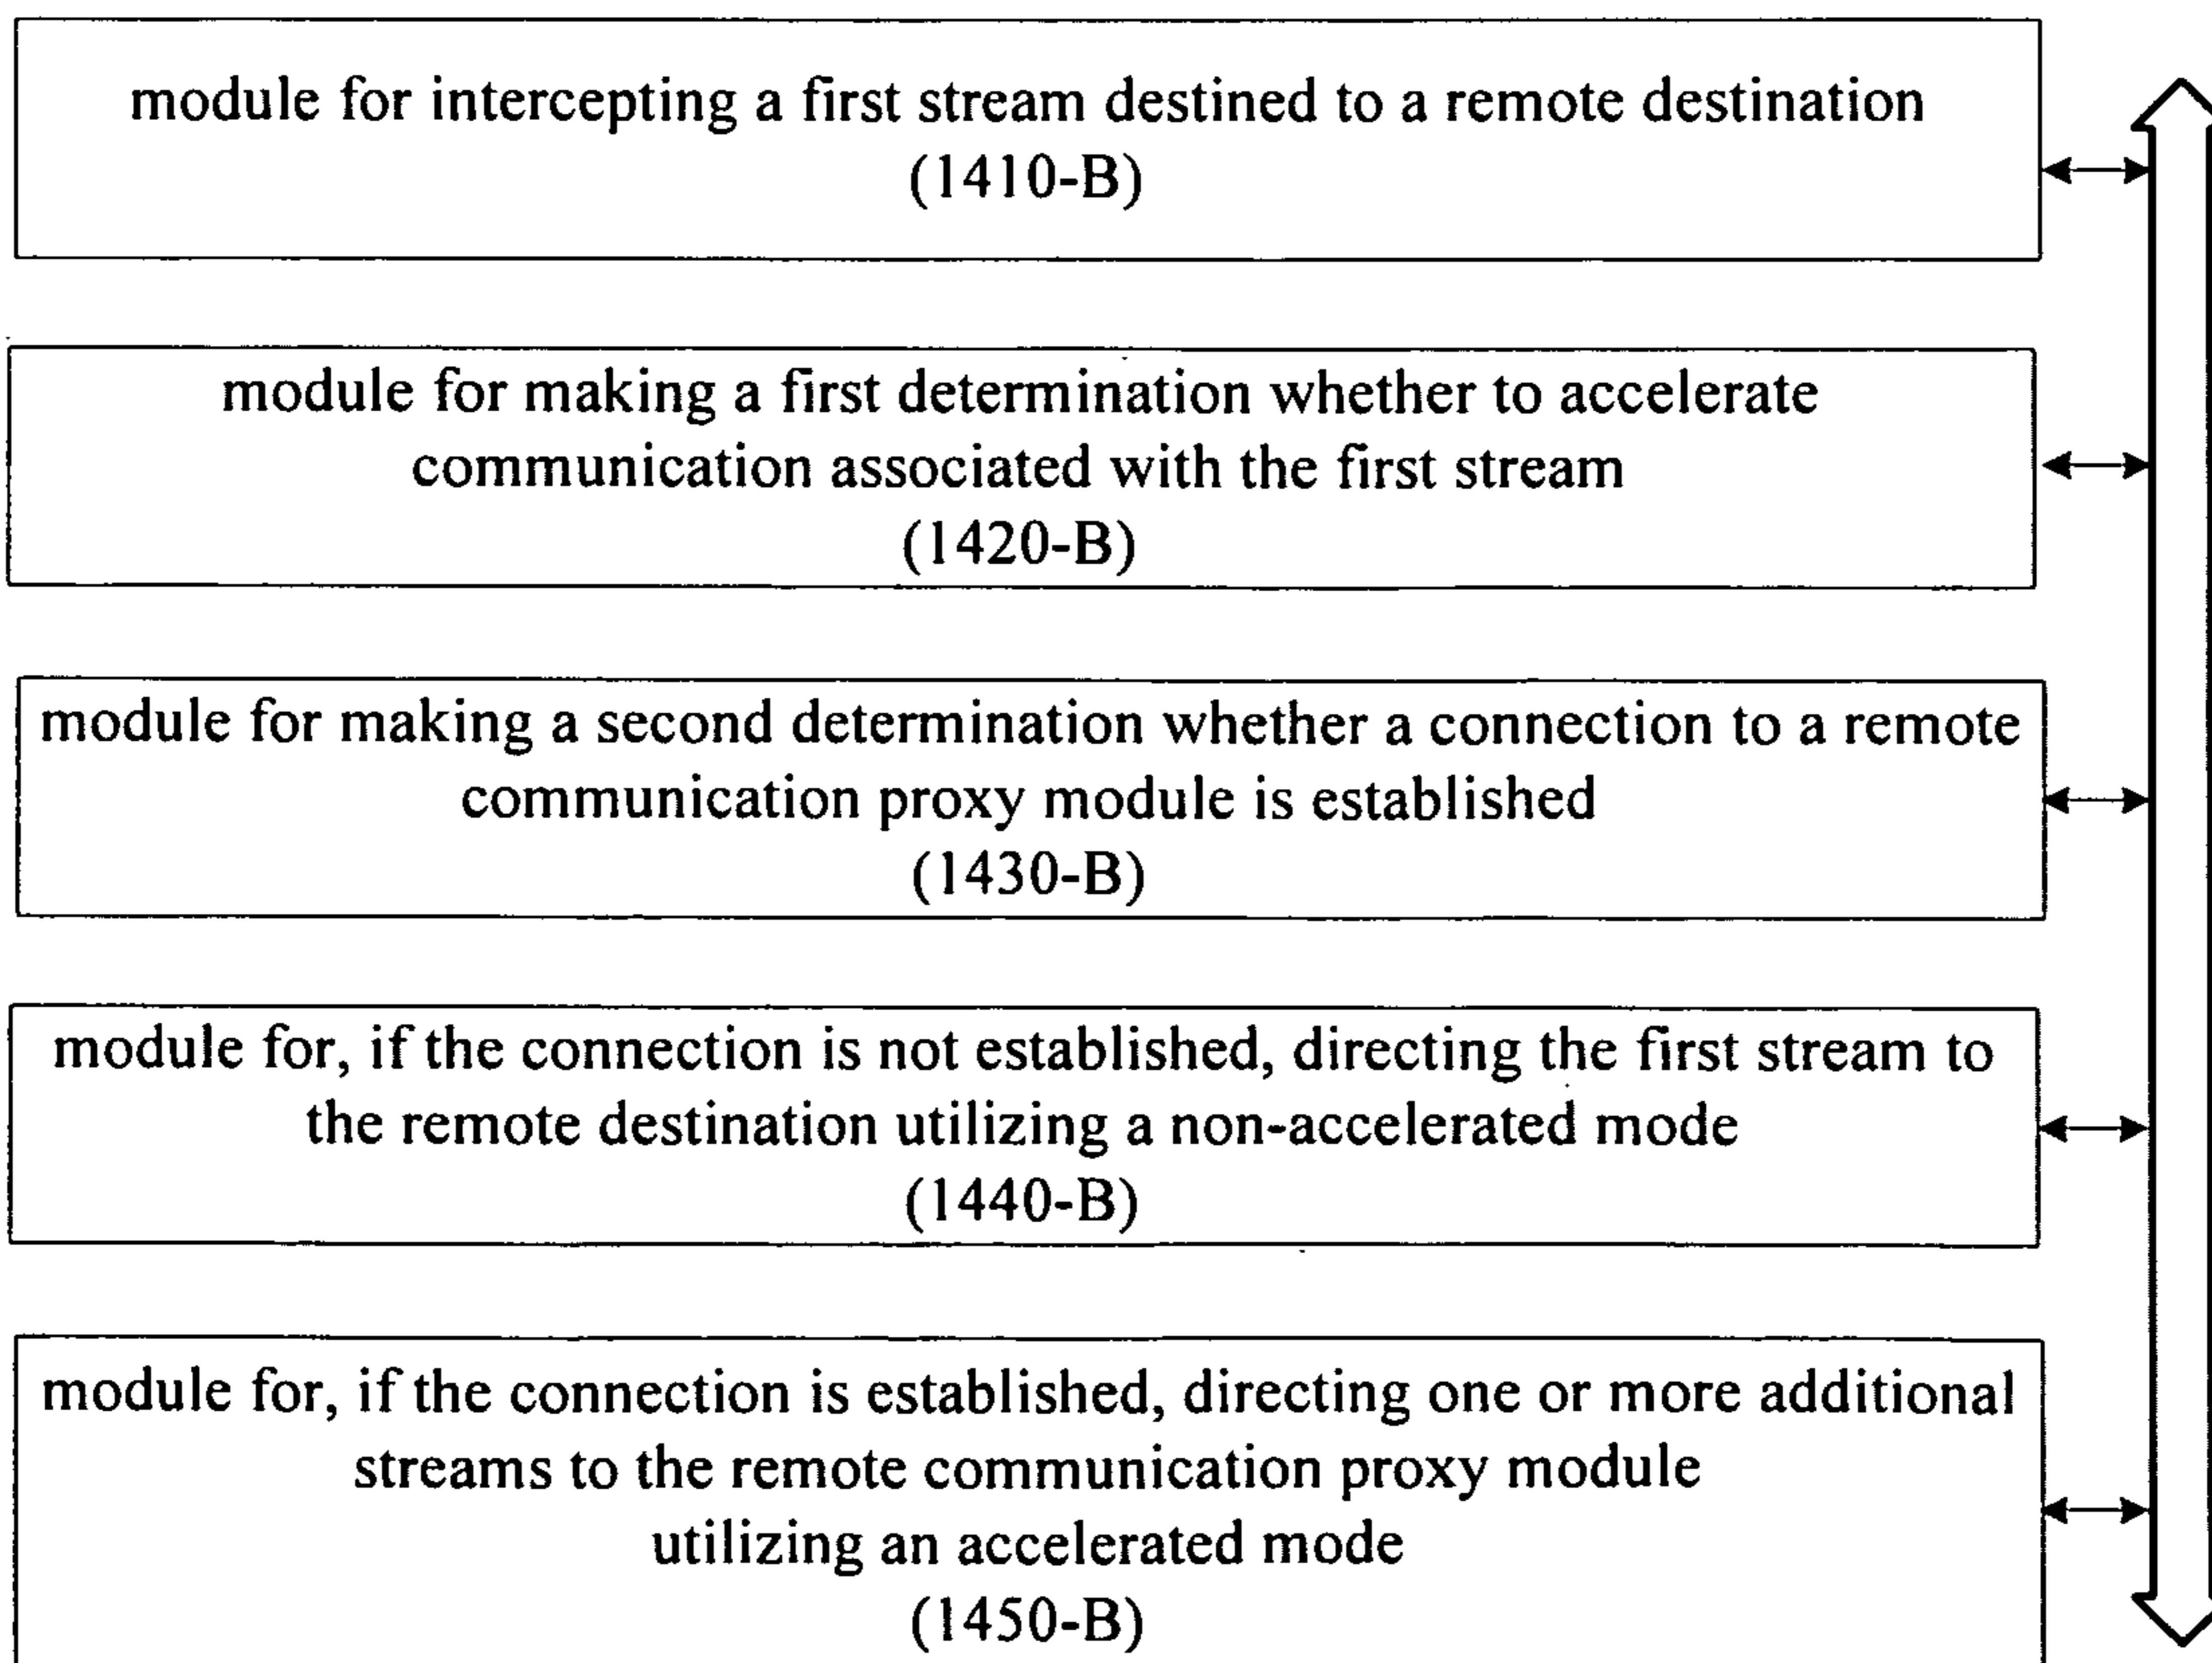 module for intercepting a first stream destined to a remote destination
(1410-B)
module for making a first determination whether to accelerate
communication associated with the first stream
(1420-B)
module for making a second determination whether a connection to a remote
communication proxy module is established
(1430-B)
module for, if the connection is not established, directing the first stream to
the remote destination utilizing a non-accelerated mode
(1440-B)
module for, if the connection is established, directing one or more additional
streams to the remote communication proxy module
utilizing an accelerated mode
(1450-B)